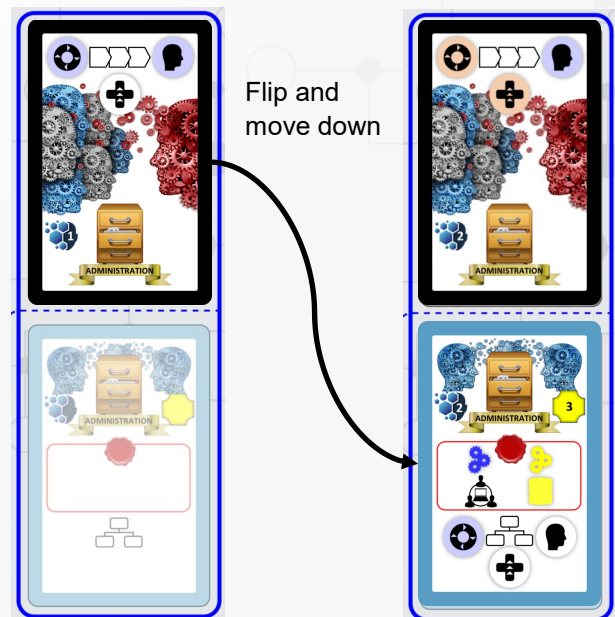 Flip and
move down
1
ADMINISTRATION
2
ADMINISTRATION
ADMINISTRATION
2
3
ADMINISTRATION